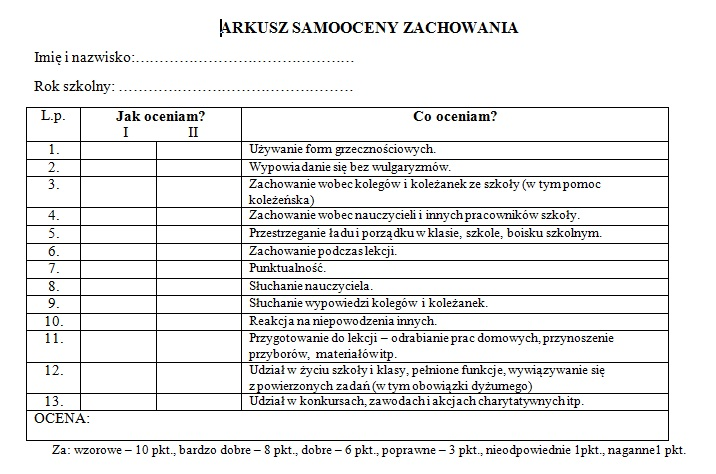 ARKUSZ SAMOOCENY ZACHOWANIA
Imię i nazwisko:…………………………………………
Rok szkolny: ……………………………………………
L.p. Jak oceniam? Co oceniam?
I II
1. Używanie form grzecznościowych.
2. Wypowiadanie się bez wulgaryzmów.
3. Zachowanie wobec kolegów i koleżanek ze szkoły (w tym pomoc
koleżeńska)
4. Zachowanie wobec nauczycieli i innych pracowników szkoły.
5. Przestrzeganie ładu i porządku w klasie, szkole, boisku szkolnym.
6. Zachowanie podczas lekcji.
7. Punktualność.
8. Słuchanie nauczyciela.
9. Słuchanie wypowiedzi kolegów i koleżanek.
10. Reakcja na niepowodzenia innych.
11. Przygotowanie do lekcji – odrabianie prac domowych, przynoszenie
przyborów, materiałów itp.
12. Udział w życiu szkoły i klasy, pełnione funkcje, wywiązywanie się
z powierzonych zadań (w tym obowiązki dyżurnego)
13. Udział w konkursach, zawodach i akcjach charytatywnych itp.
OCENA:
Za: wzorowe – 10 pkt., bardzo dobre – 8 pkt., dobre – 6 pkt., poprawne – 3 pkt., nieodpowiednie 1pkt., naganne1 pkt.